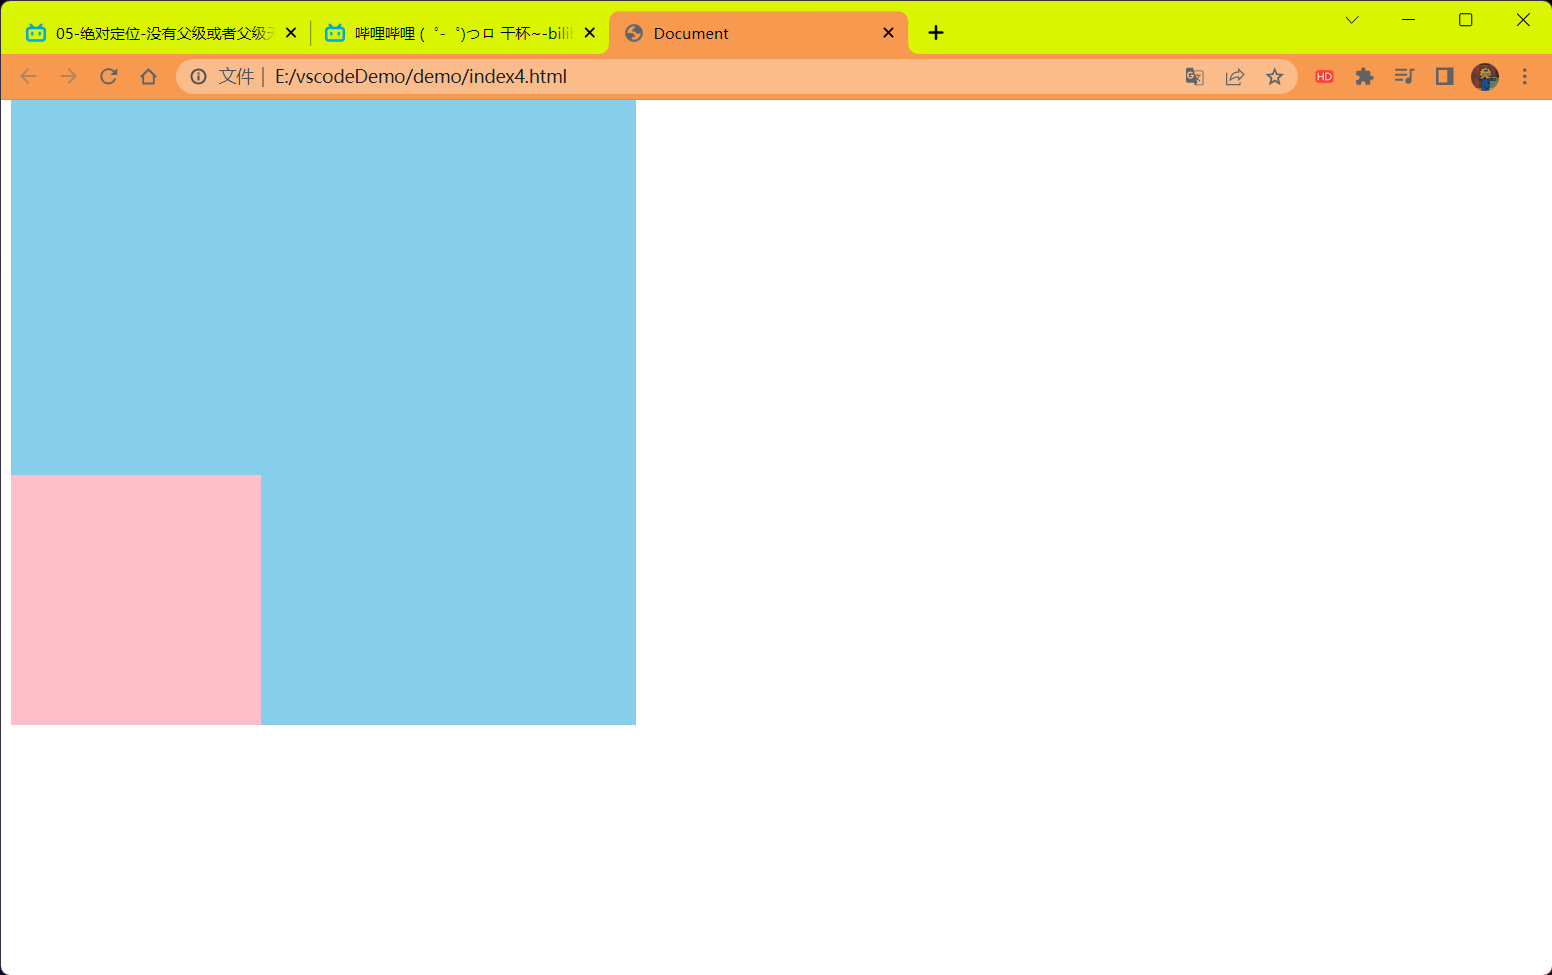 05-绝对定位-没有父级或者父级无
哔哩哔哩 (゜-゜)つロ 干杯~-bili
Document
文件 | E:/vscodeDemo/demo/index4.html
HD